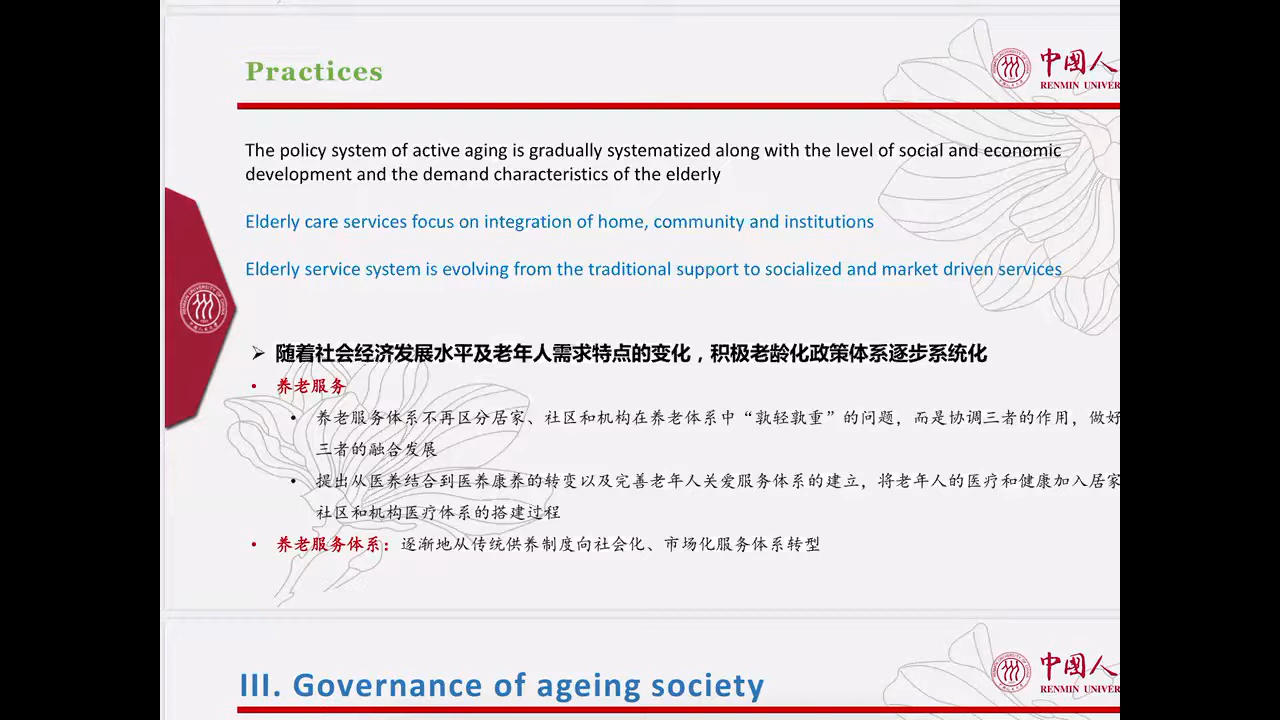 Practices
中国人
RENMIN UNIVER
The policy system of active aging is gradually systematized along with the level of social and economic
development and the demand characteristics of the elderly
Elderly care services focus on integration of home, community and institutions
Elderly service system is evolving from the traditional support to socialized and market driven services
➢ 随着社会经济发展水平及老年人需求特点的变化，积极老龄化政策体系逐步系统化
• 养老服务
• 养老服务体系不再区分居家、社区和机构在养老体系中“孰轻孰重”的问题，而是协调三者的作用，做好
三者的融合发展
• 提出从医养结合到医养康养的转变以及完善老年人关爱服务体系的建立，将老年人的医疗和健康加入居家
社区和机构医疗体系的搭建过程
• 养老服务体系：逐渐地从传统供养制度向社会化、市场化服务体系转型
III. Governance of ageing society
中国人
RENMIN UNIVER